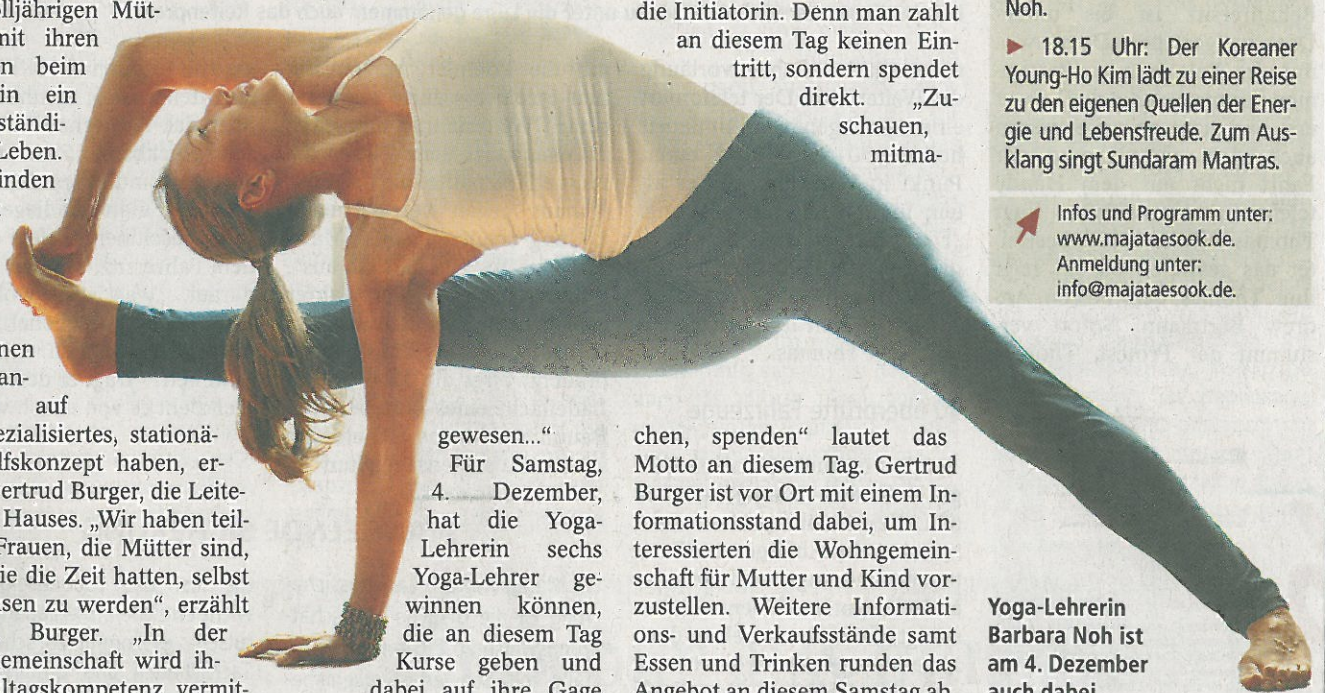 lljährigen Müt-
mit ihren
n beim
in ein
ständi-
Leben.
inden
nen
an-
auf
ezialisiertes, stationä-
lfskonzept haben, er-
ertrud Burger, die Leite-
Hauses. „Wir haben teil-
Frauen, die Mütter sind,
ie die Zeit hatten, selbst
sen zu werden“, erzählt
Burger. „In der
emeinschaft wird ih-
ltagskompetenz vermit-
gewesen...“
Für Samstag,
4. Dezember,
hat die Yoga-
Lehrerin sechs
Yoga-Lehrer ge-
winnen können,
die an diesem Tag
Kurse geben und
dabei auf ihre Gage
die Initiatorin. Denn man zahlt
an diesem Tag keinen Ein-
tritt, sondern spendet
direkt. „Zu-
schauen,
mitma-
chen, spenden“ lautet das
Motto an diesem Tag. Gertrud
Burger ist vor Ort mit einem In-
formationsstand dabei, um In-
teressierten die Wohngemein-
schaft für Mutter und Kind vor-
zustellen. Weitere Informati-
ons- und Verkaufsstände samt
Essen und Trinken runden das
Angebot an diesem Samstag ab.
Noh.
▶ 18.15 Uhr: Der Koreaner
Young-Ho Kim lädt zu einer Reise
zu den eigenen Quellen der Ener-
gie und Lebensfreude. Zum Aus-
klang singt Sundaram Mantras.
Infos und Programm unter:
www.majataesook.de.
Anmeldung unter:
info@majataesook.de.
Yoga-Lehrerin
Barbara Noh ist
am 4. Dezember
auch dabei